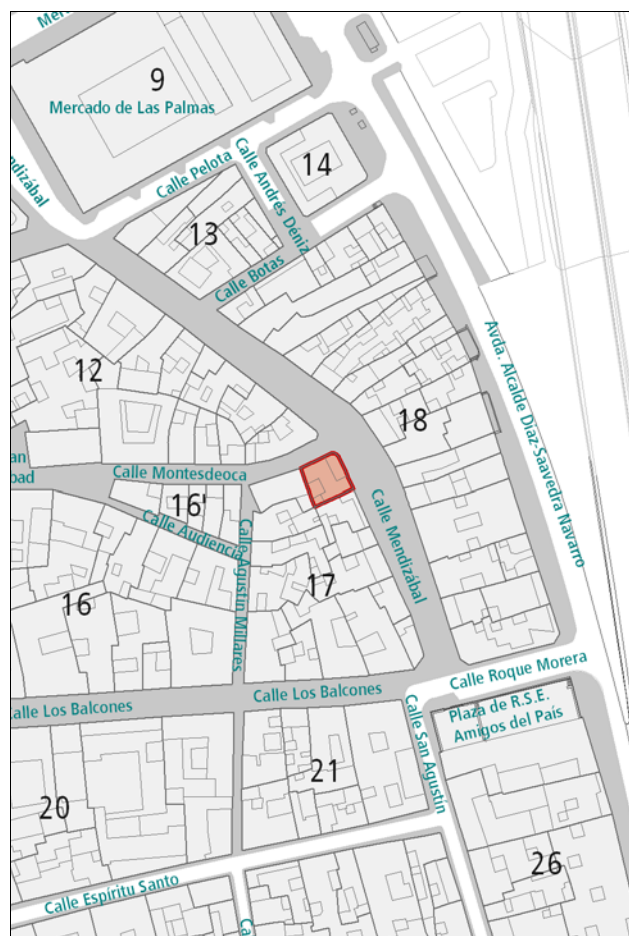 9
Mercado de Las Palmas
14
Calle Pelota
Calle Andrés Déniz
13
Calle Botas
12
18
Avda. Alcalde Díaz-Saavedra Navarro
Calle Montesdeoca
16'
Calle Audiencia
Calle Agustín Millares
Calle Mendizábal
17
16
Calle Roque Morera
Calle Los Balcones
alle Los Balcones
Plaza de R.S.E.
Amigos del País
Calle San Agustín
21
20
26
Calle Espíritu Santo